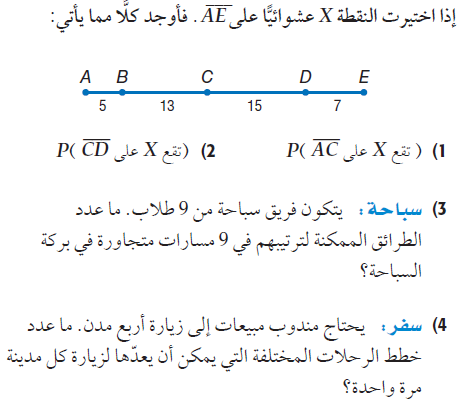 إذا اختيرت النقطة X عشوائيًّا على AE . فأوجد كلًّا مما يأتي:
A B C D E
5 13 15 7
(1 P( AC تقع X على ) (2 P( CD تقع X على)
(3 سباحة : يتكون فريق سباحة من 9 طلاب. ما عدد
الطرائق الممكنة لترتيبهم في 9 مسارات متجاورة في بركة
السباحة؟
(4 سفر : يحتاج مندوب مبيعات إلى زيارة أربع مدن. ما عدد
خطط الرحلات المختلفة التي يمكن أن يعدّها لزيارة كل مدينة
مرة واحدة؟